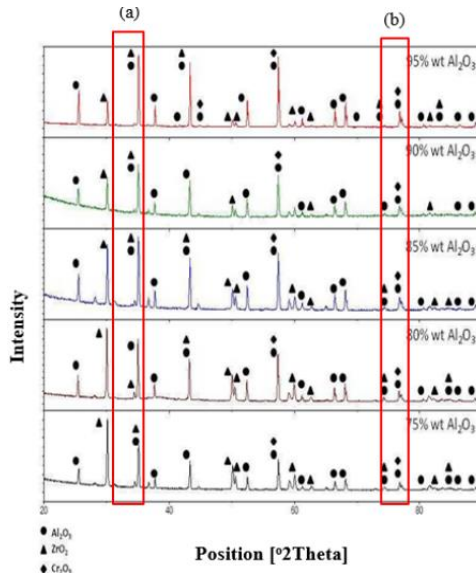 (a)
(b)
95% wt Al₂O₃
90% wt Al₂O₃
85% wt Al₂O₃
80% wt Al₂O₃
75% wt Al₂O₃
Intensity
20
40
60
80
● Al₂O₃
▲ ZrO₂
◆ Cr₂O₃
Position [°2Theta]